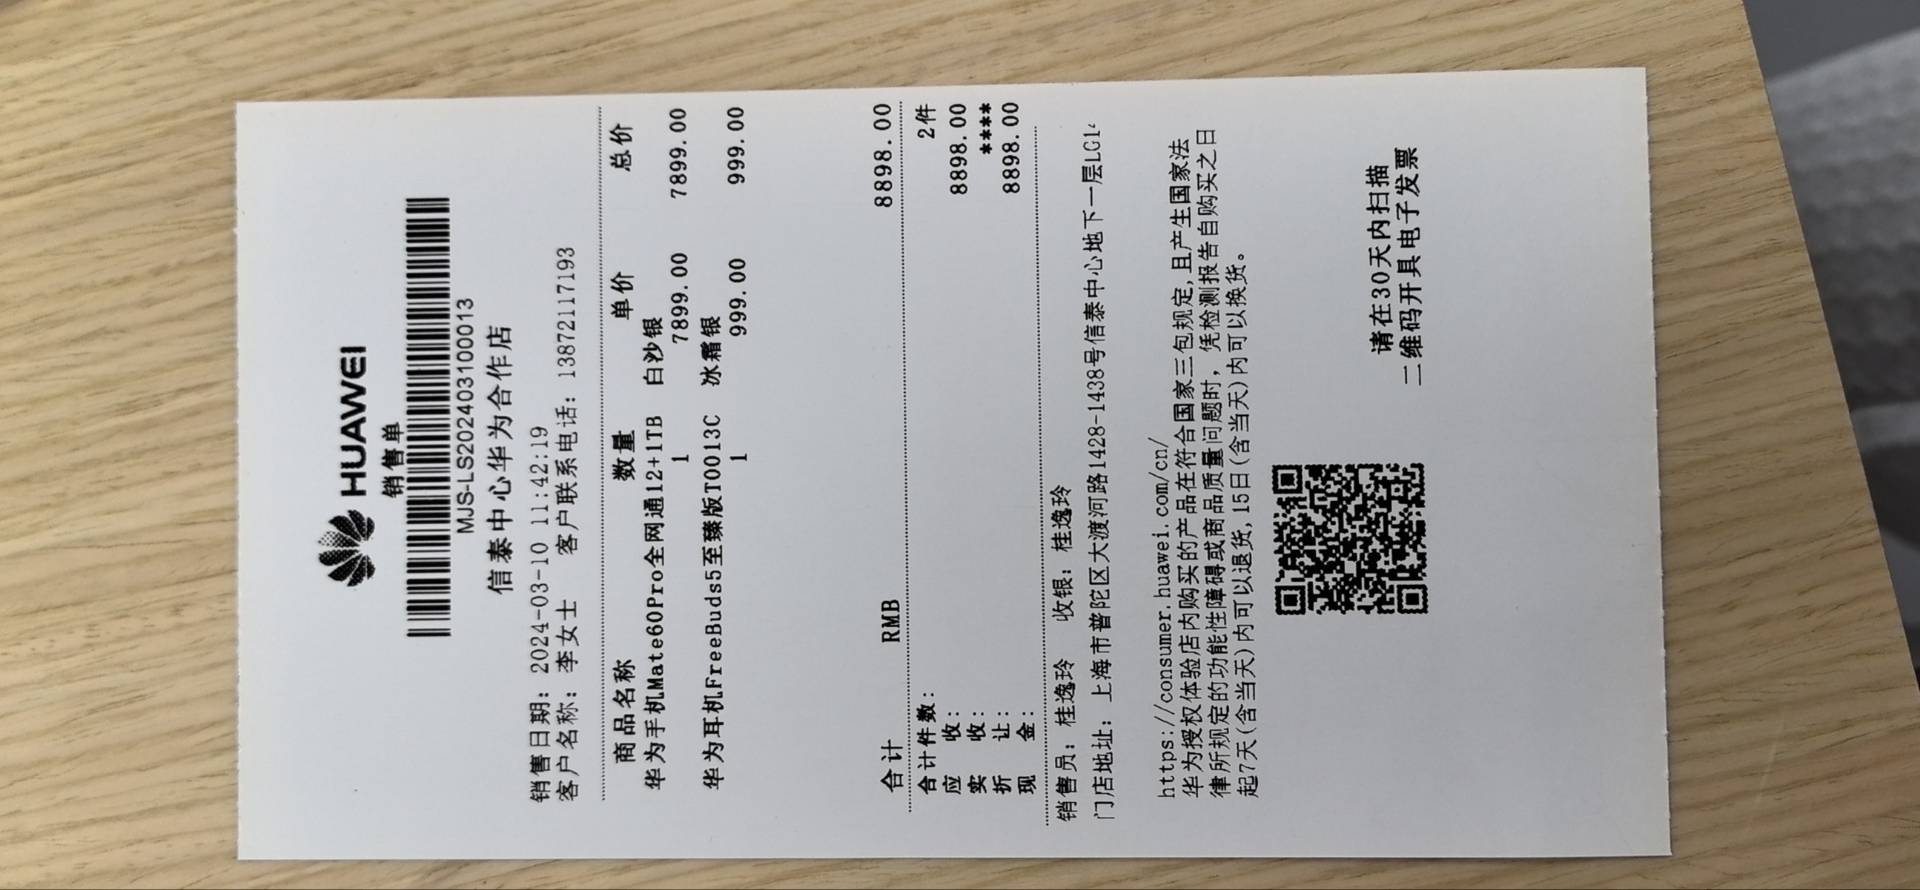 HUAWEI
销售单
MJS-LS2024031000013
信泰中心华为合作店
销售日期: 2024-03-10 11:42:19
客户名称: 李女士 客户联系电话: 13872117193
商品名称 数量 单价 总价
华为手机Mate60Pro全网通12+1TB 白沙银
1 7899.00 7899.00
华为耳机FreeBuds5至臻版T0013C 冰霜银
1 999.00 999.00
合计 RMB 8898.00
合计件数: 2件
应 收:
实 收: 8898.00
折 让: ****
现 金: 8898.00
销售员: 桂逸玲 收银: 桂逸玲
门店地址: 上海市普陀区大渡河路1428-1438号信泰中心地下一层LG1
https://consumer.huawei.com/cn/
华为授权体验店内购买的产品在符合国家三包规定,且产生国家法
律所规定的功能性障碍或商品质量问题时, 凭检测报告自购买之日
起7天(含当天)内可以退货,15日(含当天)内可以换货。
请在30天内扫描
二维码开具电子发票